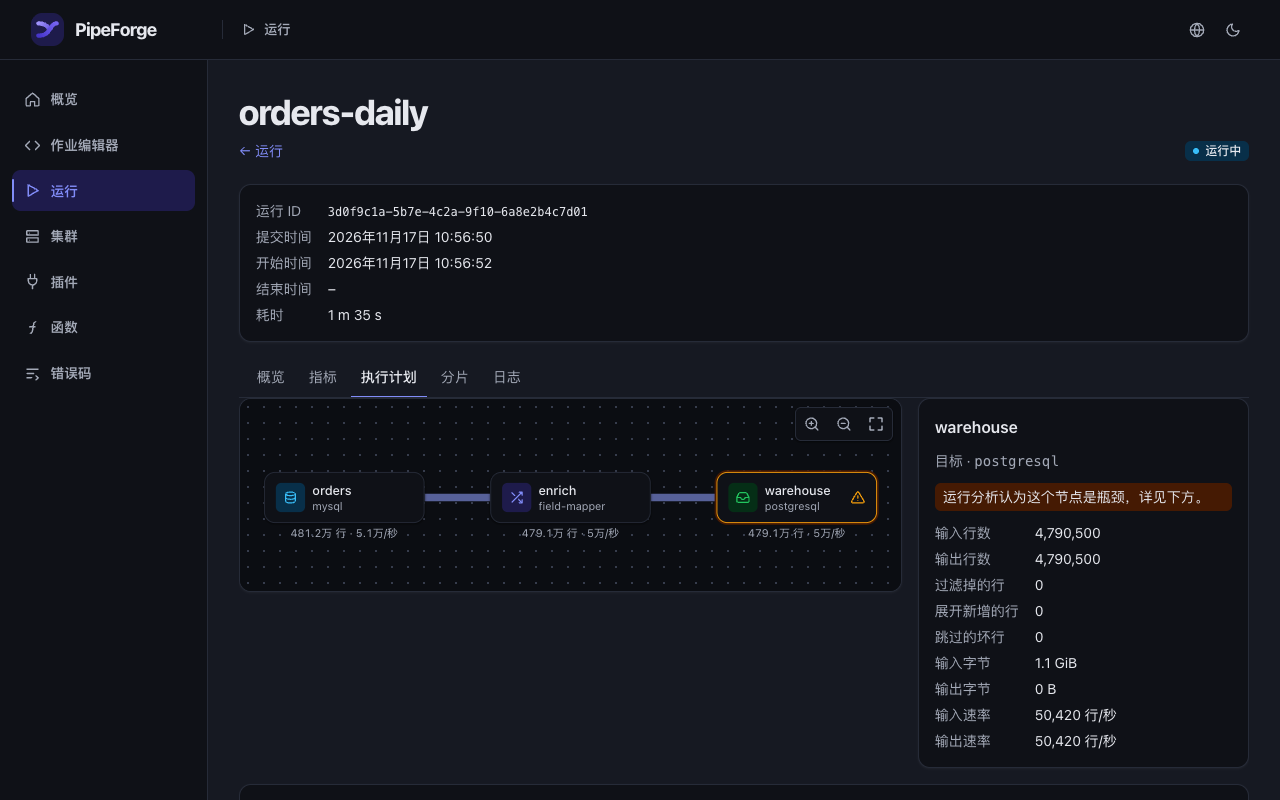 PipeForge
运行
概览
作业编辑器
运行
集群
插件
函数
错误码
orders-daily
← 运行
运行中
运行 ID 3d0f9c1a-5b7e-4c2a-9f10-6a8e2b4c7d01
提交时间 2026年11月17日 10:56:50
开始时间 2026年11月17日 10:56:52
结束时间 –
耗时 1 m 35 s
概览 指标 执行计划 分片 日志
orders
mysql
481.2万 行 · 5.1万/秒
enrich
field-mapper
479.1万 行 · 5万/秒
warehouse
postgresql
479.1万 行 · 5万/秒
warehouse
目标 · postgresql
运行分析认为这个节点是瓶颈，详见下方。
输入行数 4,790,500
输出行数 4,790,500
过滤掉的行 0
展开新增的行 0
跳过的坏行 0
输入字节 1.1 GiB
输出字节 0 B
输入速率 50,420 行/秒
输出速率 50,420 行/秒